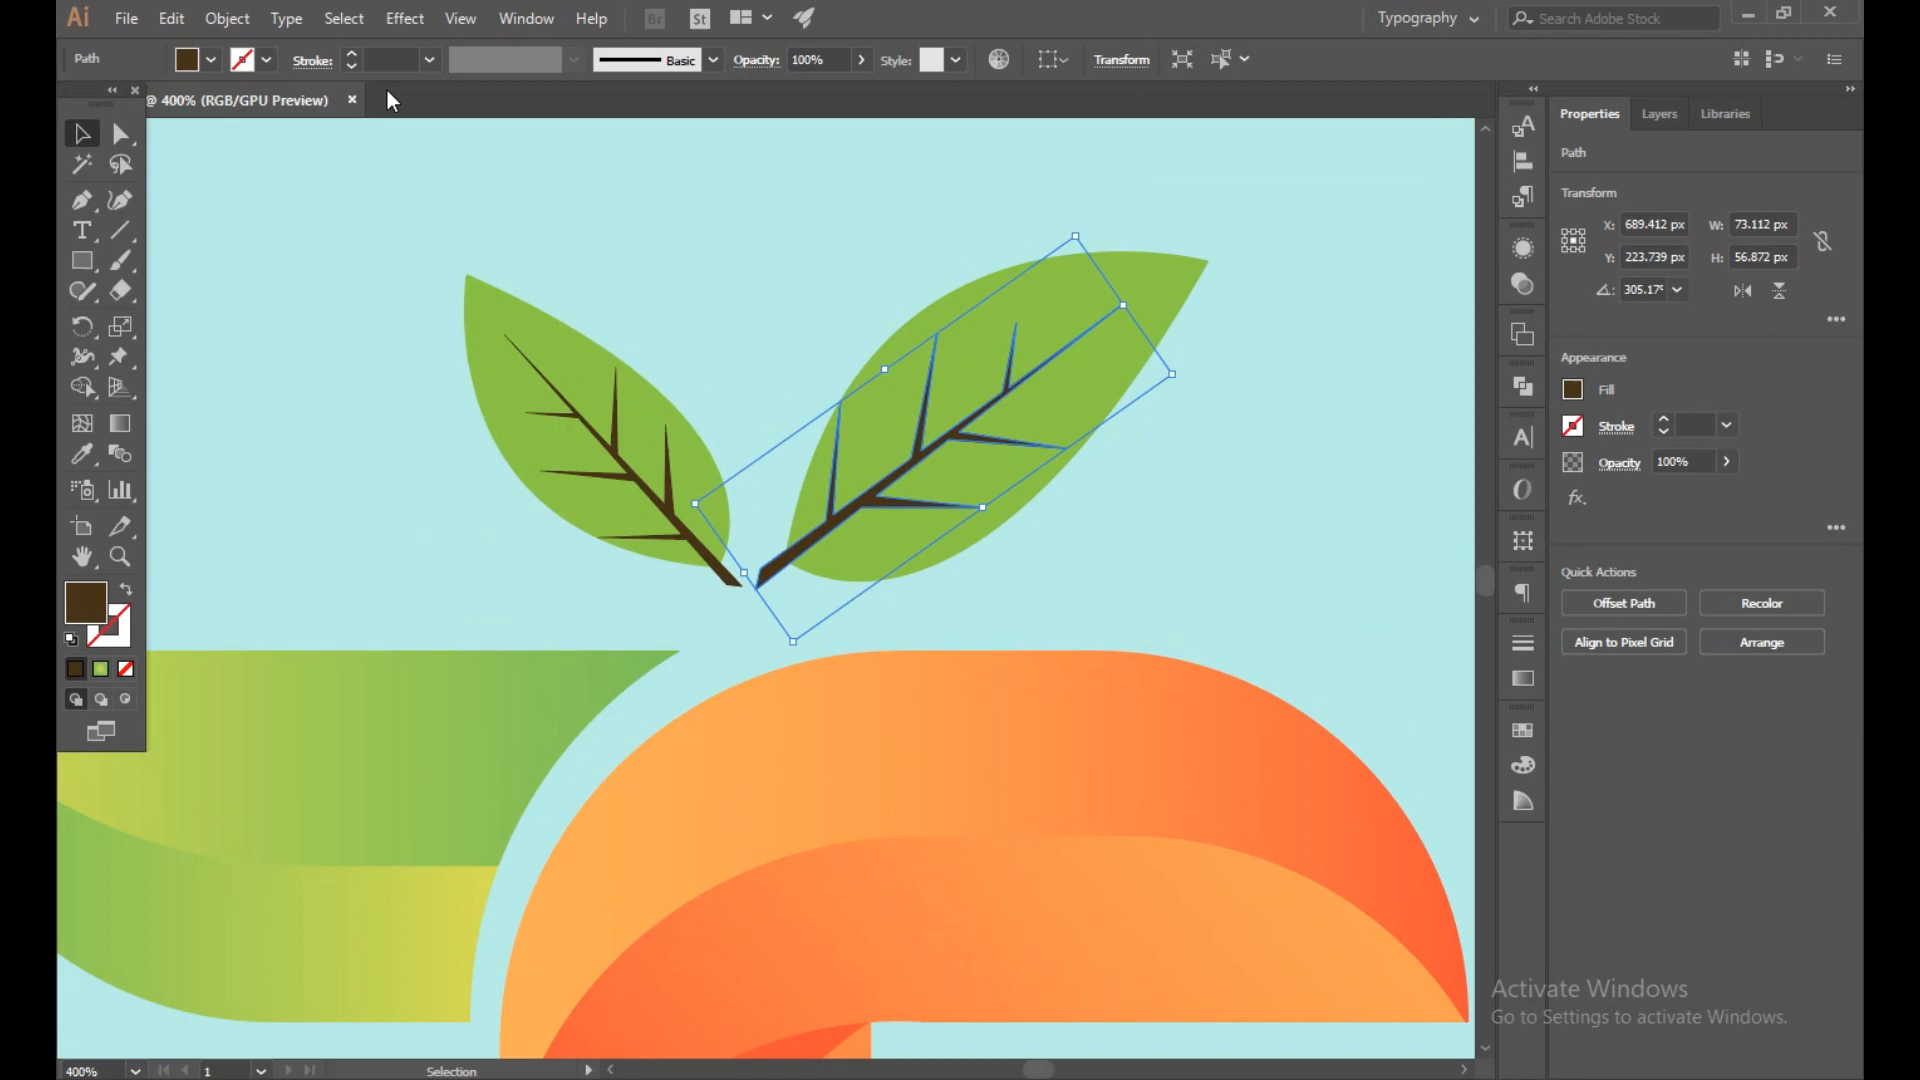 Ai File Edit Object Type Select Effect View Window Help Br St Typography Search Adobe Stock
Path Stroke: Basic Opacity: 100% Style: Transform
@ 400% (RGB/GPU Preview)
Properties Layers Libraries
Path
Transform
X: 689.412 px W: 73.112 px
Y: 223.739 px H: 56.872 px
305.17°
Appearance
Fill
Stroke
Opacity 100%
fx.
Quick Actions
Offset Path Recolor
Align to Pixel Grid Arrange
Activate Windows
Go to Settings to activate Windows.
400% 1 Selection